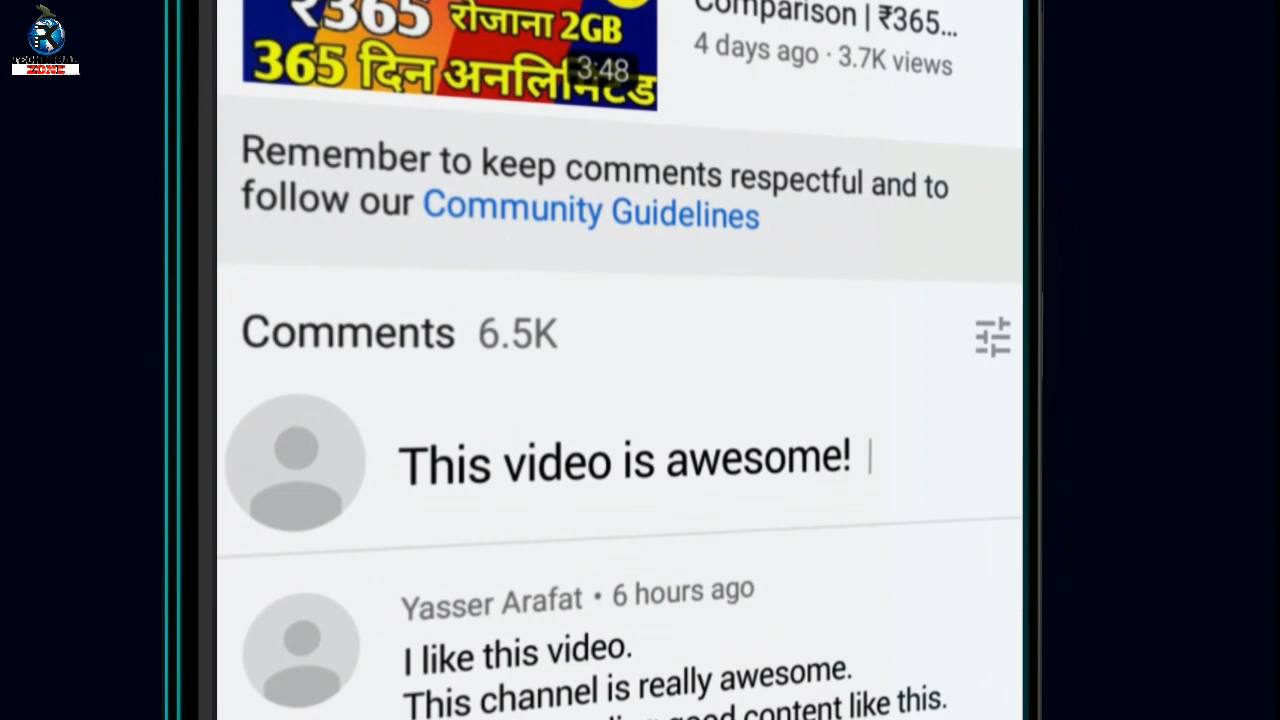 TECHNICAL
ZONE
₹365 रोजाना 2GB
365 दिन अनलिमिटेड
3:48
Comparison | ₹365...
4 days ago · 3.7K views
Remember to keep comments respectful and to
follow our Community Guidelines
Comments 6.5K
This video is awesome!
Yasser Arafat • 6 hours ago
I like this video.
This channel is really awesome.
good content like this.